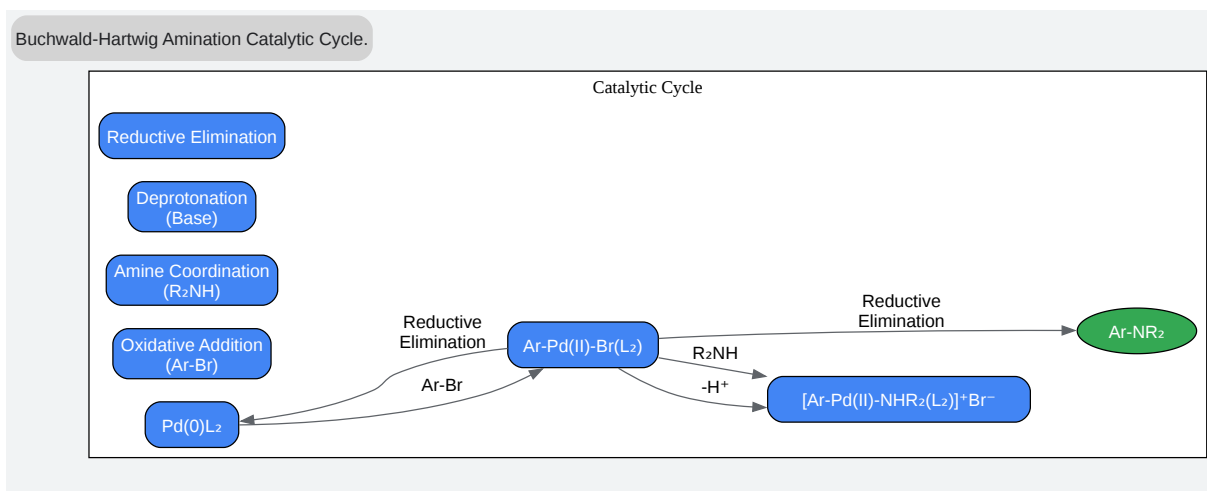 Buchwald-Hartwig Amination Catalytic Cycle.
Catalytic Cycle
Reductive Elimination
Deprotonation
(Base)
Amine Coordination
(R₂NH)
Oxidative Addition
(Ar-Br)
Pd(0)L₂
Reductive
Elimination
Ar-Br
Ar-Pd(II)-Br(L₂)
R₂NH
-H⁺
Reductive
Elimination
[Ar-Pd(II)-NHR₂(L₂)]⁺Br⁻
Ar-NR₂